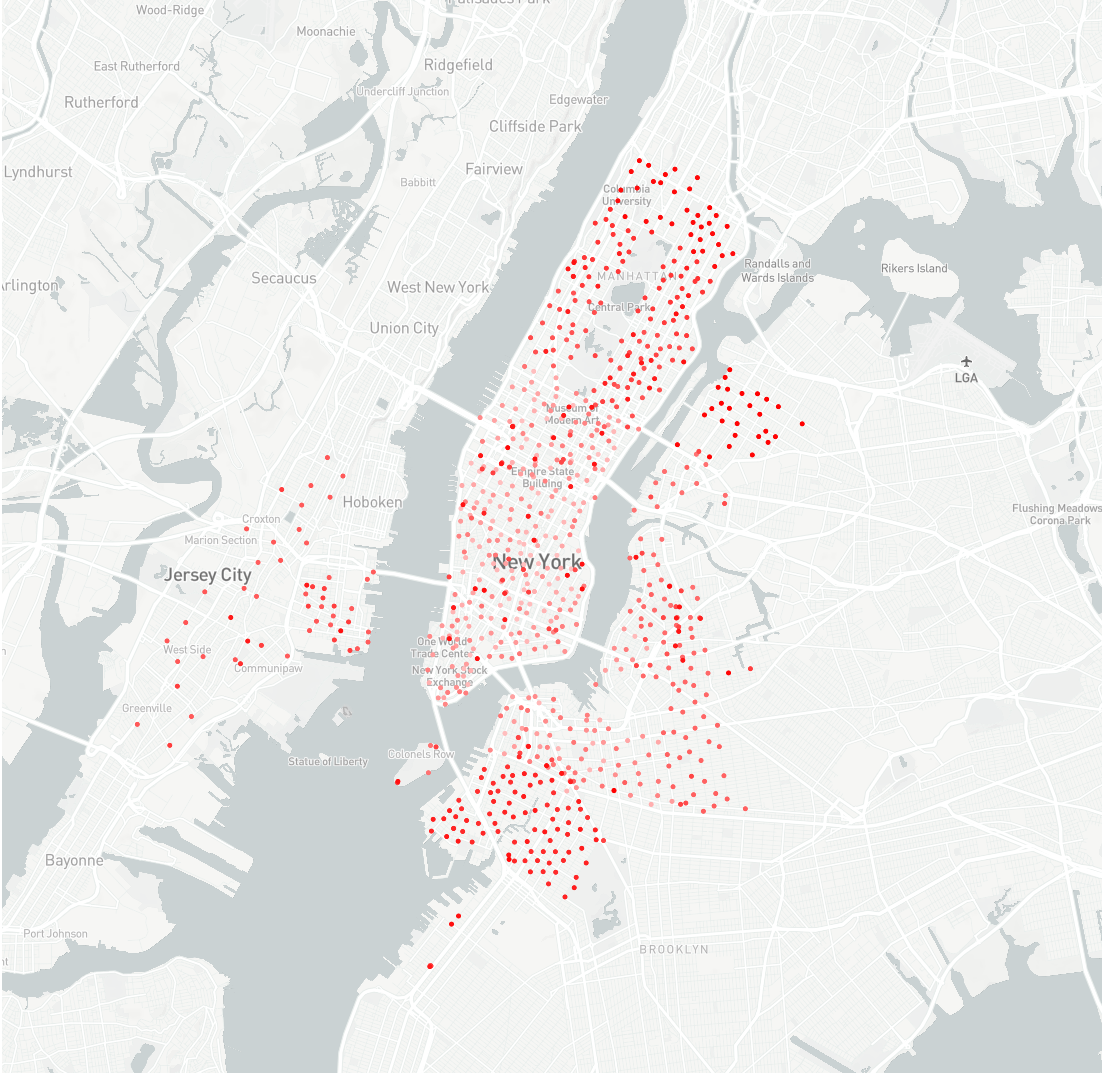 Wood-Ridge
Moonachie
Palisades Park
East Rutherford
Ridgefield
Undercliff Junction
Rutherford
Edgewater
Cliffside Park
Lyndhurst
Fairview
Babbitt
Columbia
University
Secaucus
MANHATTAN
Randalls and
Wards Islands
Rikers Island
Arlington
West New York
Central Park
Union City
LGA
Museum of
Modern Art
Empire State
Building
Hoboken
Flushing Meadows
Corona Park
Croxton
Marion Section
New York
Jersey City
One World
Trade Center
West Side
Communipaw
New York Stock
Exchange
Greenville
Statue of Liberty
Colonels Row
Bayonne
Port Johnson
BROOKLYN